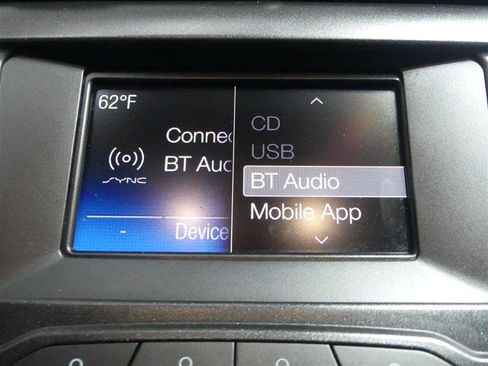 62°F
Connec
BT Aud
SYNC
- Device
CD
USB
BT Audio
Mobile App